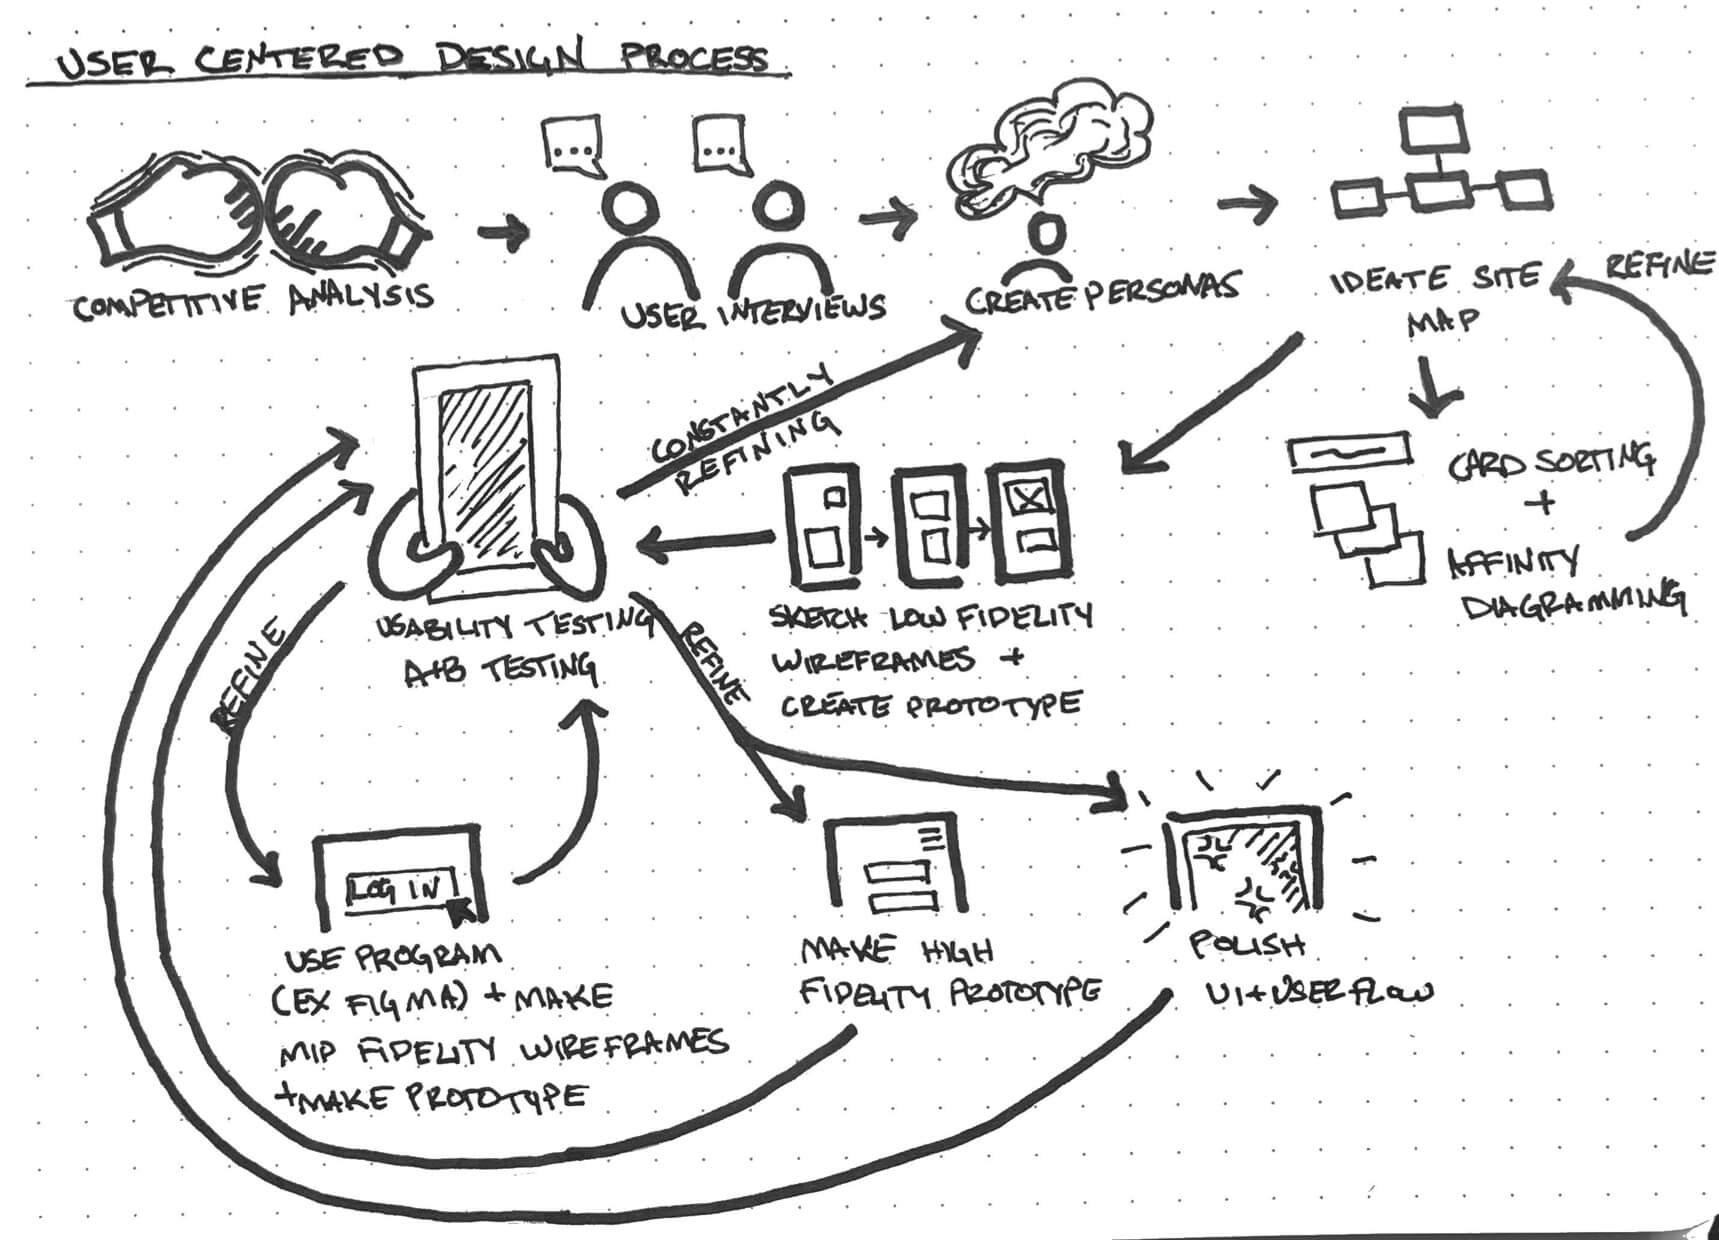 USER CENTERED DESIGN PROCESS
COMPETITIVE ANALYSIS
USER INTERVIEWS
CREATE PERSONAS
IDEATE SITE
MAP
REFINE
CONSTANTLY
REFINING
CARD SORTING
+
AFFINITY
DIAGRAMMING
SKETCH LOW FIDELITY
WIREFRAMES +
CREATE PROTOTYPE
USABILITY TESTING
A+B TESTING
REFINE
REFINE
LOG IN
USE PROGRAM
(EX FIGMA) + MAKE
MID FIDELITY WIREFRAMES
+MAKE PROTOTYPE
MAKE HIGH
FIDELITY PROTOTYPE
POLISH
UI+USERFLOW